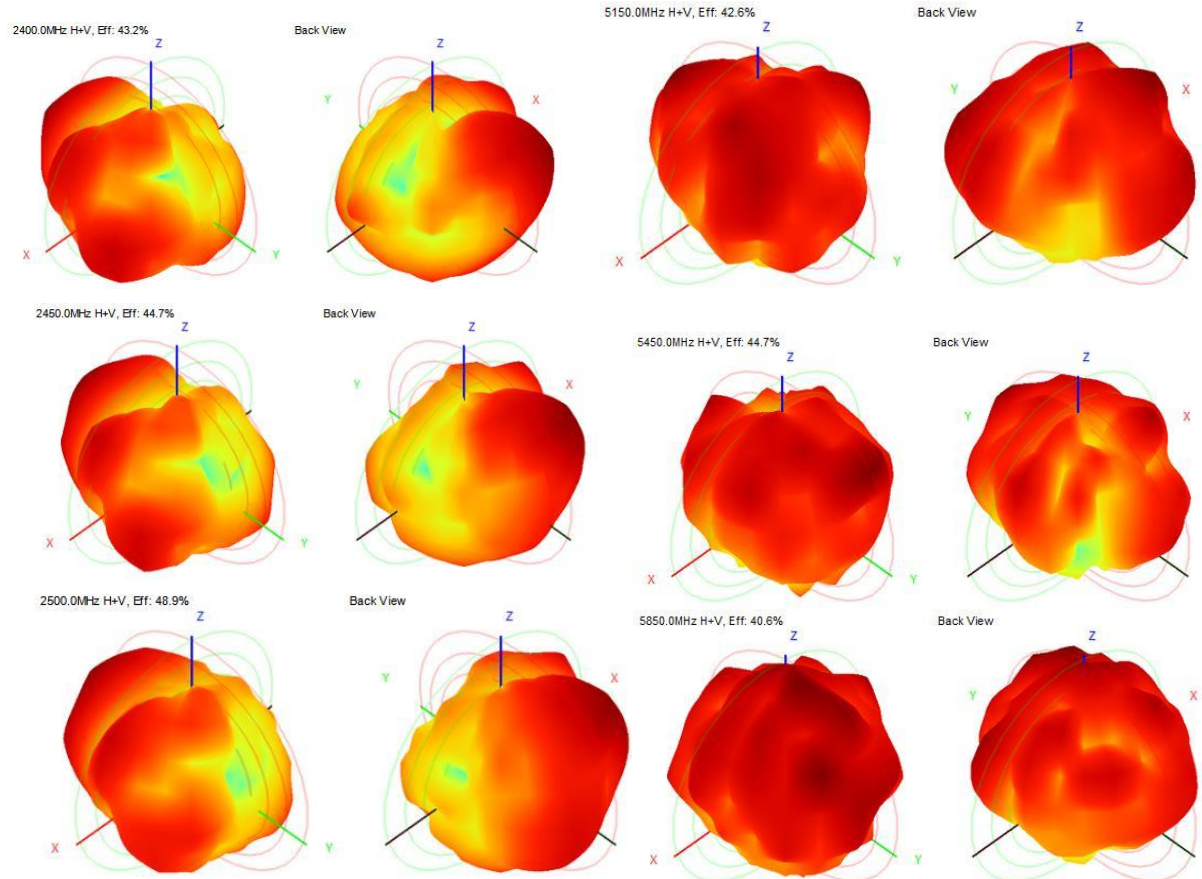 2400.0MHz H+V, Eff: 43.2%
Back View
Z
Z
Y
X
X
Y
5150.0MHz H+V, Eff: 42.6%
Back View
Z
Z
Y
X
X
Y
2450.0MHz H+V, Eff: 44.7%
Back View
Z
Z
Y
X
X
Y
5450.0MHz H+V, Eff: 44.7%
Back View
Z
Z
Y
X
X
Y
2500.0MHz H+V, Eff: 48.9%
Back View
Z
Z
Y
X
X
Y
5850.0MHz H+V, Eff: 40.6%
Back View
Z
Z
Y
X
X
Y